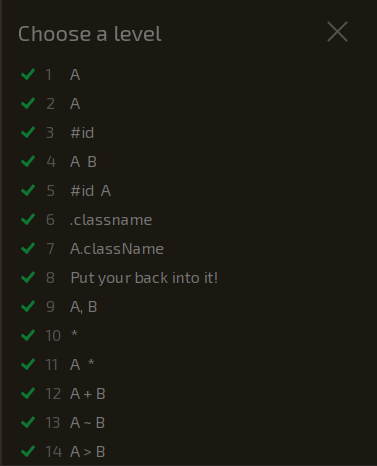 Choose a level
1 A
2 A
3 #id
4 A B
5 #id A
6 .classname
7 A.className
8 Put your back into it!
9 A, B
10 *
11 A *
12 A + B
13 A ~ B
14 A > B